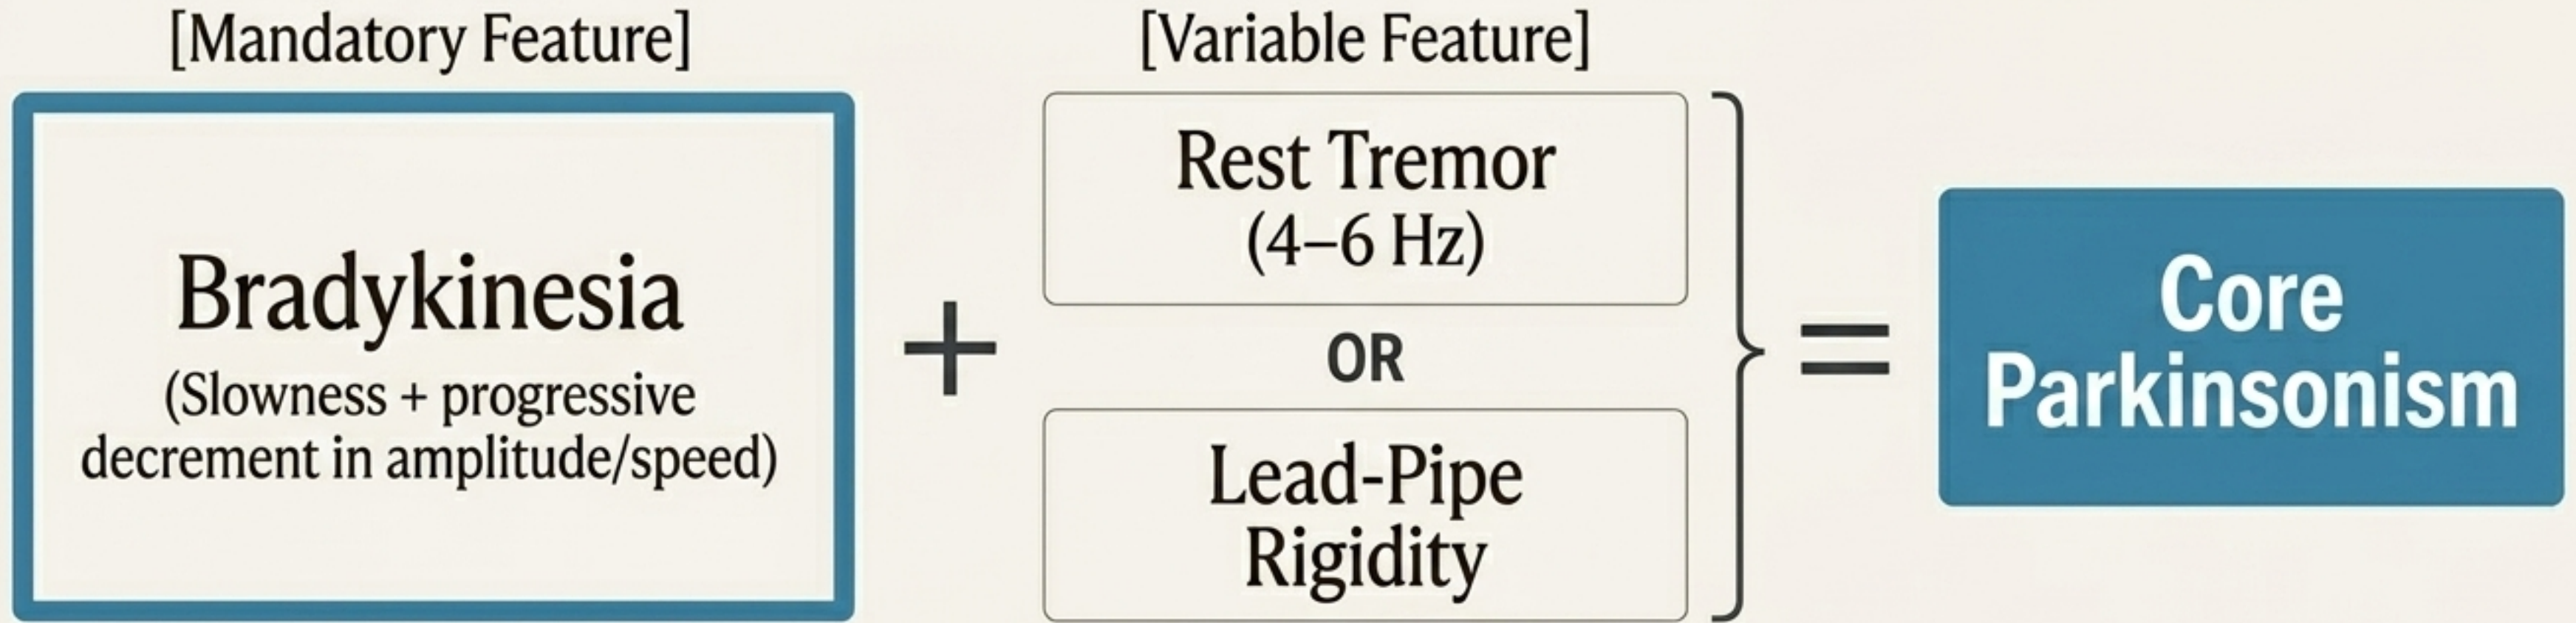 [Mandatory Feature]
Bradykinesia
(Slowness + progressive
decrement in amplitude/speed)
+
[Variable Feature]
Rest Tremor
(4–6 Hz)
OR
Lead-Pipe
Rigidity
=
Core
Parkinsonism